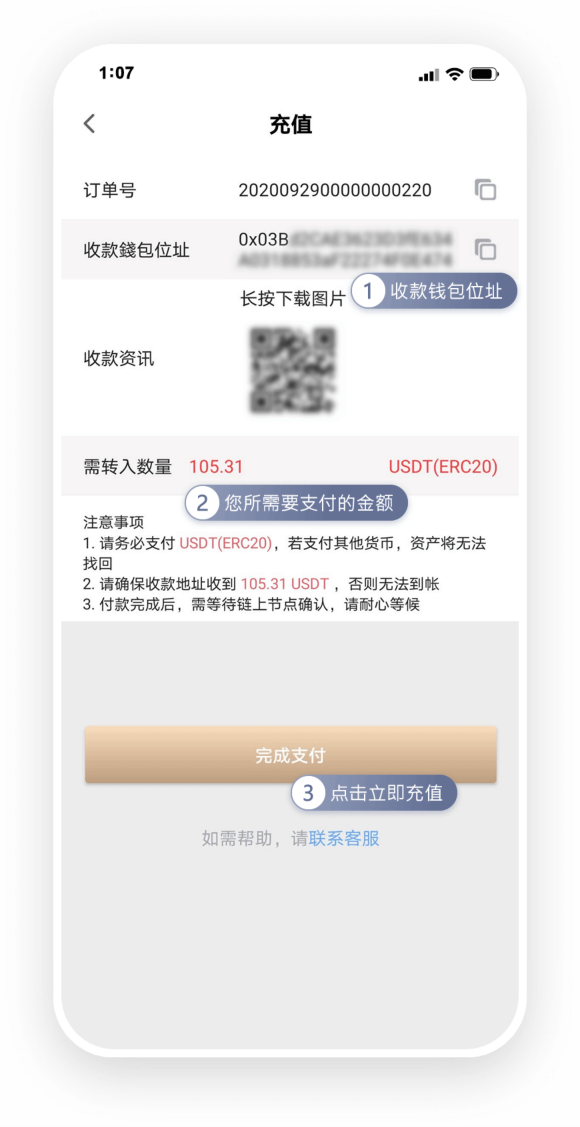 1:07
充值
订单号 2020092900000000220
收款錢包位址 0x03B
长按下载图片
1 收款钱包位址
收款资讯
需转入数量 105.31 USDT(ERC20)
2 您所需要支付的金额
注意事项
1. 请务必支付 USDT(ERC20)，若支付其他货币，资产将无法
找回
2. 请确保收款地址收到 105.31 USDT ，否则无法到帐
3. 付款完成后，需等待链上节点确认，请耐心等候
完成支付
3 点击立即充值
如需帮助，请联系客服